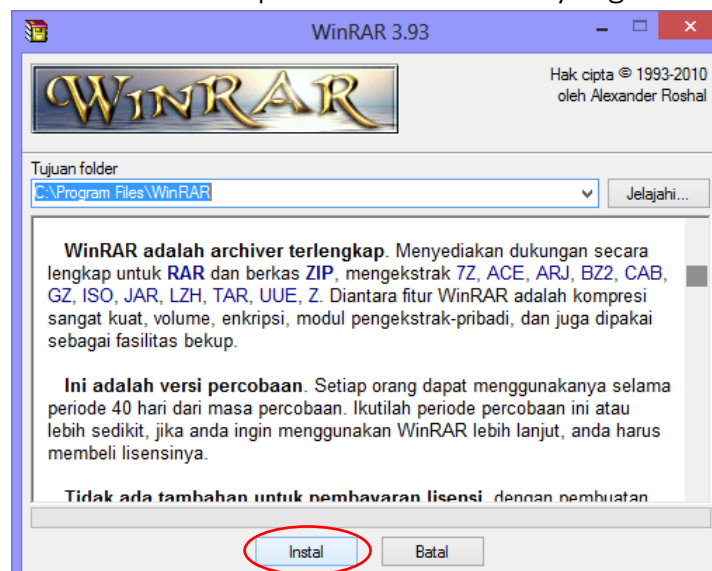 WinRAR 3.93
WINRAR
Hak cipta © 1993-2010
oleh Alexander Roshal
Tujuan folder
C:\Program Files\WinRAR
Jelajahi...
WinRAR adalah archiver terlengkap. Menyediakan dukungan secara
lengkap untuk RAR dan berkas ZIP, mengekstrak 7Z, ACE, ARJ, BZ2, CAB,
GZ, ISO, JAR, LZH, TAR, UUE, Z. Diantara fitur WinRAR adalah kompresi
sangat kuat, volume, enkripsi, modul pengekstrak-pribadi, dan juga dipakai
sebagai fasilitas bekup.
Ini adalah versi percobaan. Setiap orang dapat menggunakanya selama
periode 40 hari dari masa percobaan. Ikutilah periode percobaan ini atau
lebih sedikit, jika anda ingin menggunakan WinRAR lebih lanjut, anda harus
membeli lisensinya.
Tidak ada tambahan untuk pembayaran lisensi, dengan pembuatan
Instal
Batal